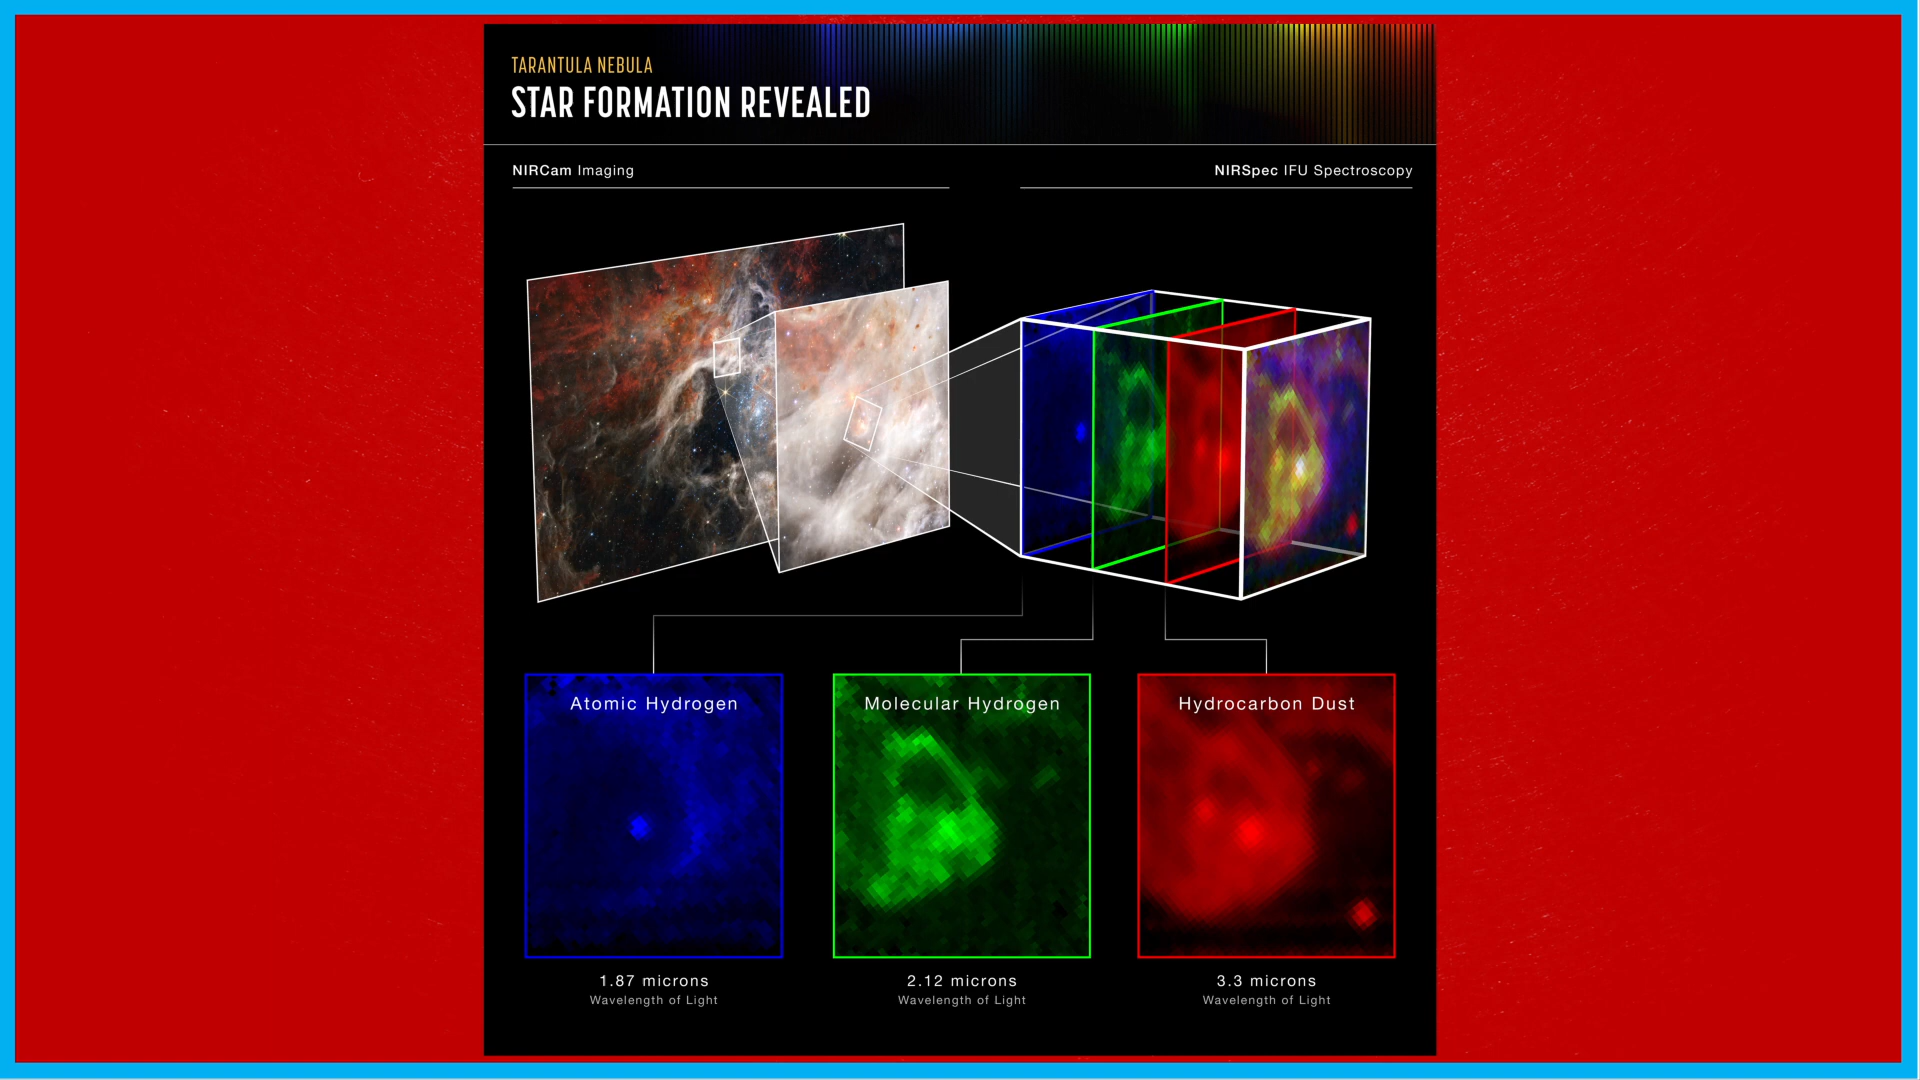 TARANTULA NEBULA
STAR FORMATION REVEALED
NIRCam Imaging
NIRSpec IFU Spectroscopy
Atomic Hydrogen
Molecular Hydrogen
Hydrocarbon Dust
1.87 microns
Wavelength of Light
2.12 microns
Wavelength of Light
3.3 microns
Wavelength of Light